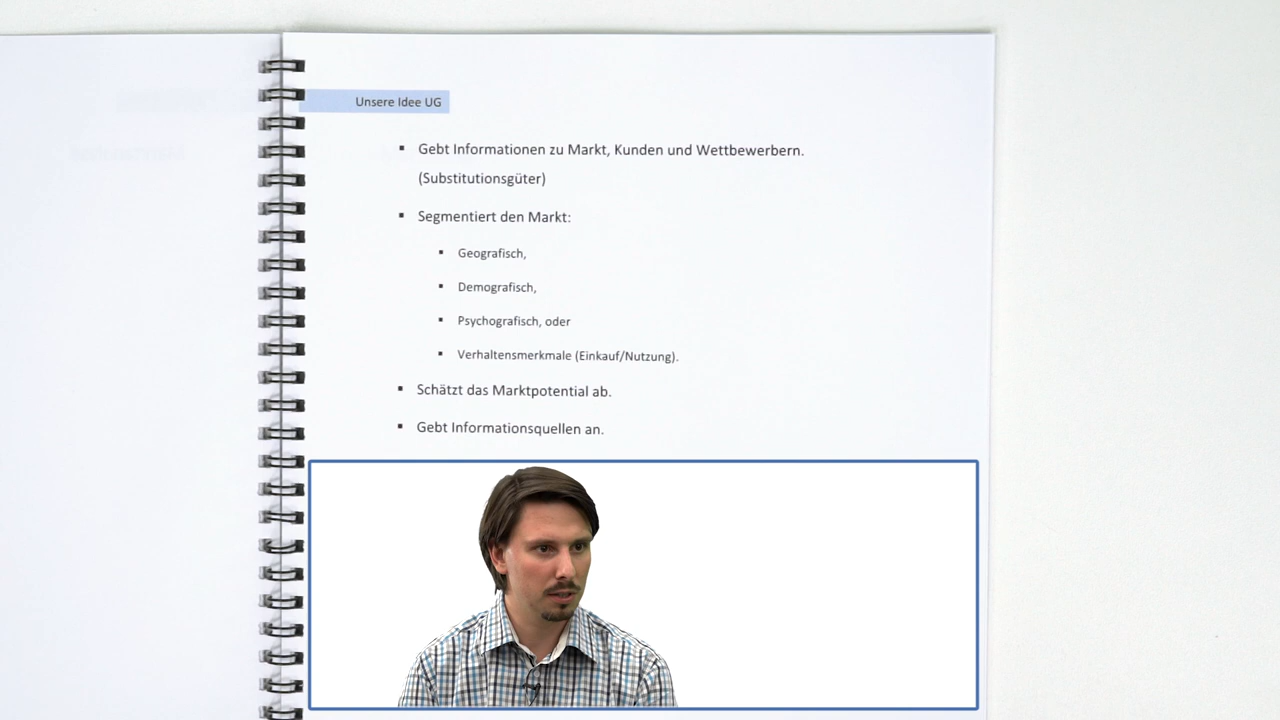 Unsere Idee UG
▪ Gebt Informationen zu Markt, Kunden und Wettbewerbern.
(Substitutionsgüter)
▪ Segmentiert den Markt:
▪ Geografisch,
▪ Demografisch,
▪ Psychografisch, oder
▪ Verhaltensmerkmale (Einkauf/Nutzung).
▪ Schätzt das Marktpotential ab.
▪ Gebt Informationsquellen an.